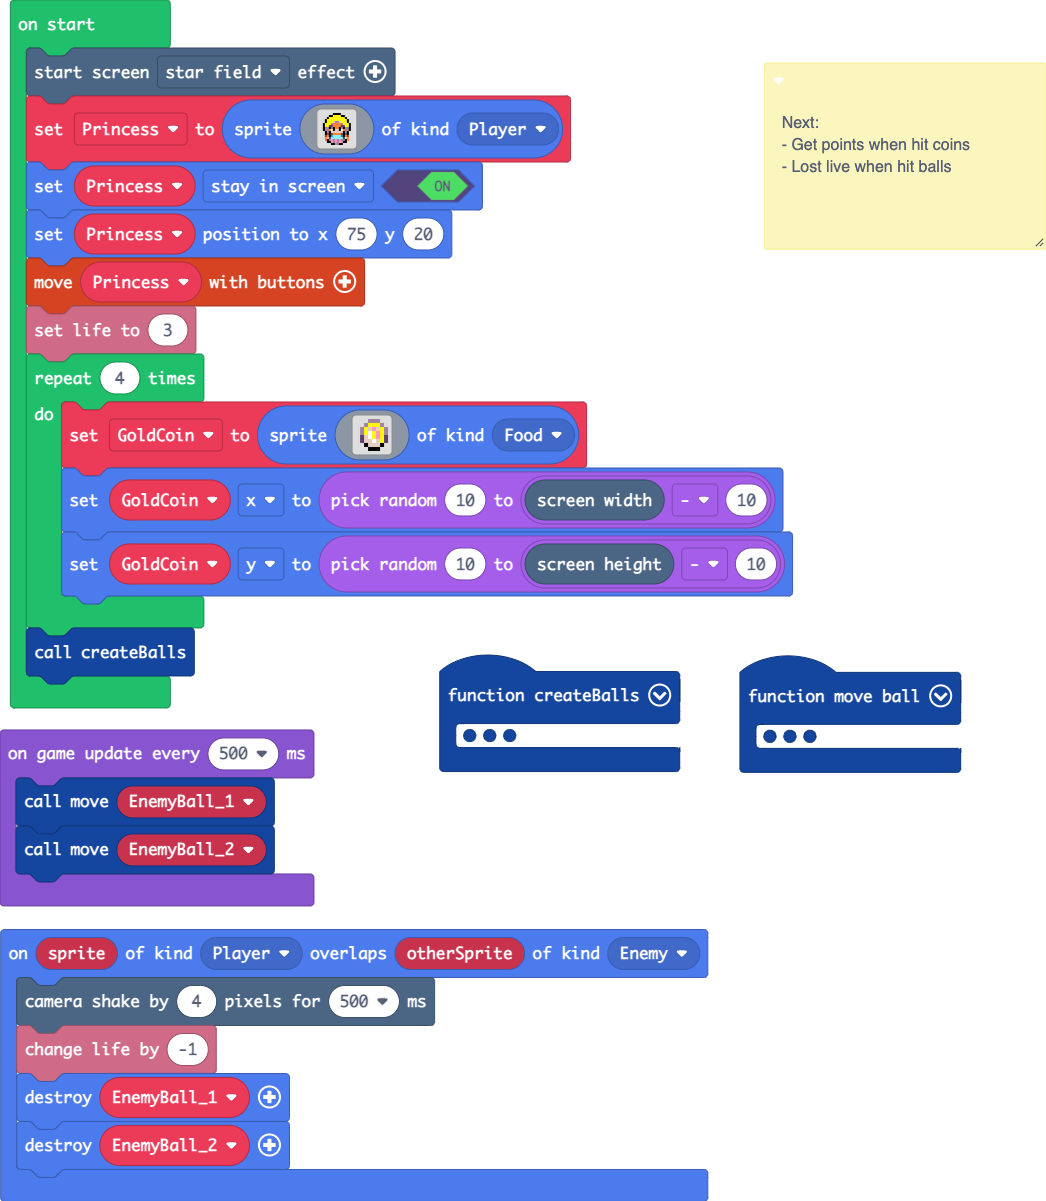 on start
start screen star field effect
set Princess to sprite of kind Player
set Princess stay in screen ON
set Princess position to x 75 y 20
move Princess with buttons
set life to 3
repeat 4 times
do
set GoldCoin to sprite of kind Food
set GoldCoin x to pick random 10 to screen width - 10
set GoldCoin y to pick random 10 to screen height - 10
call createBalls
Next:
- Get points when hit coins
- Lost live when hit balls
function createBalls
function move ball
on game update every 500 ms
call move EnemyBall_1
call move EnemyBall_2
on sprite of kind Player overlaps otherSprite of kind Enemy
camera shake by 4 pixels for 500 ms
change life by -1
destroy EnemyBall_1
destroy EnemyBall_2